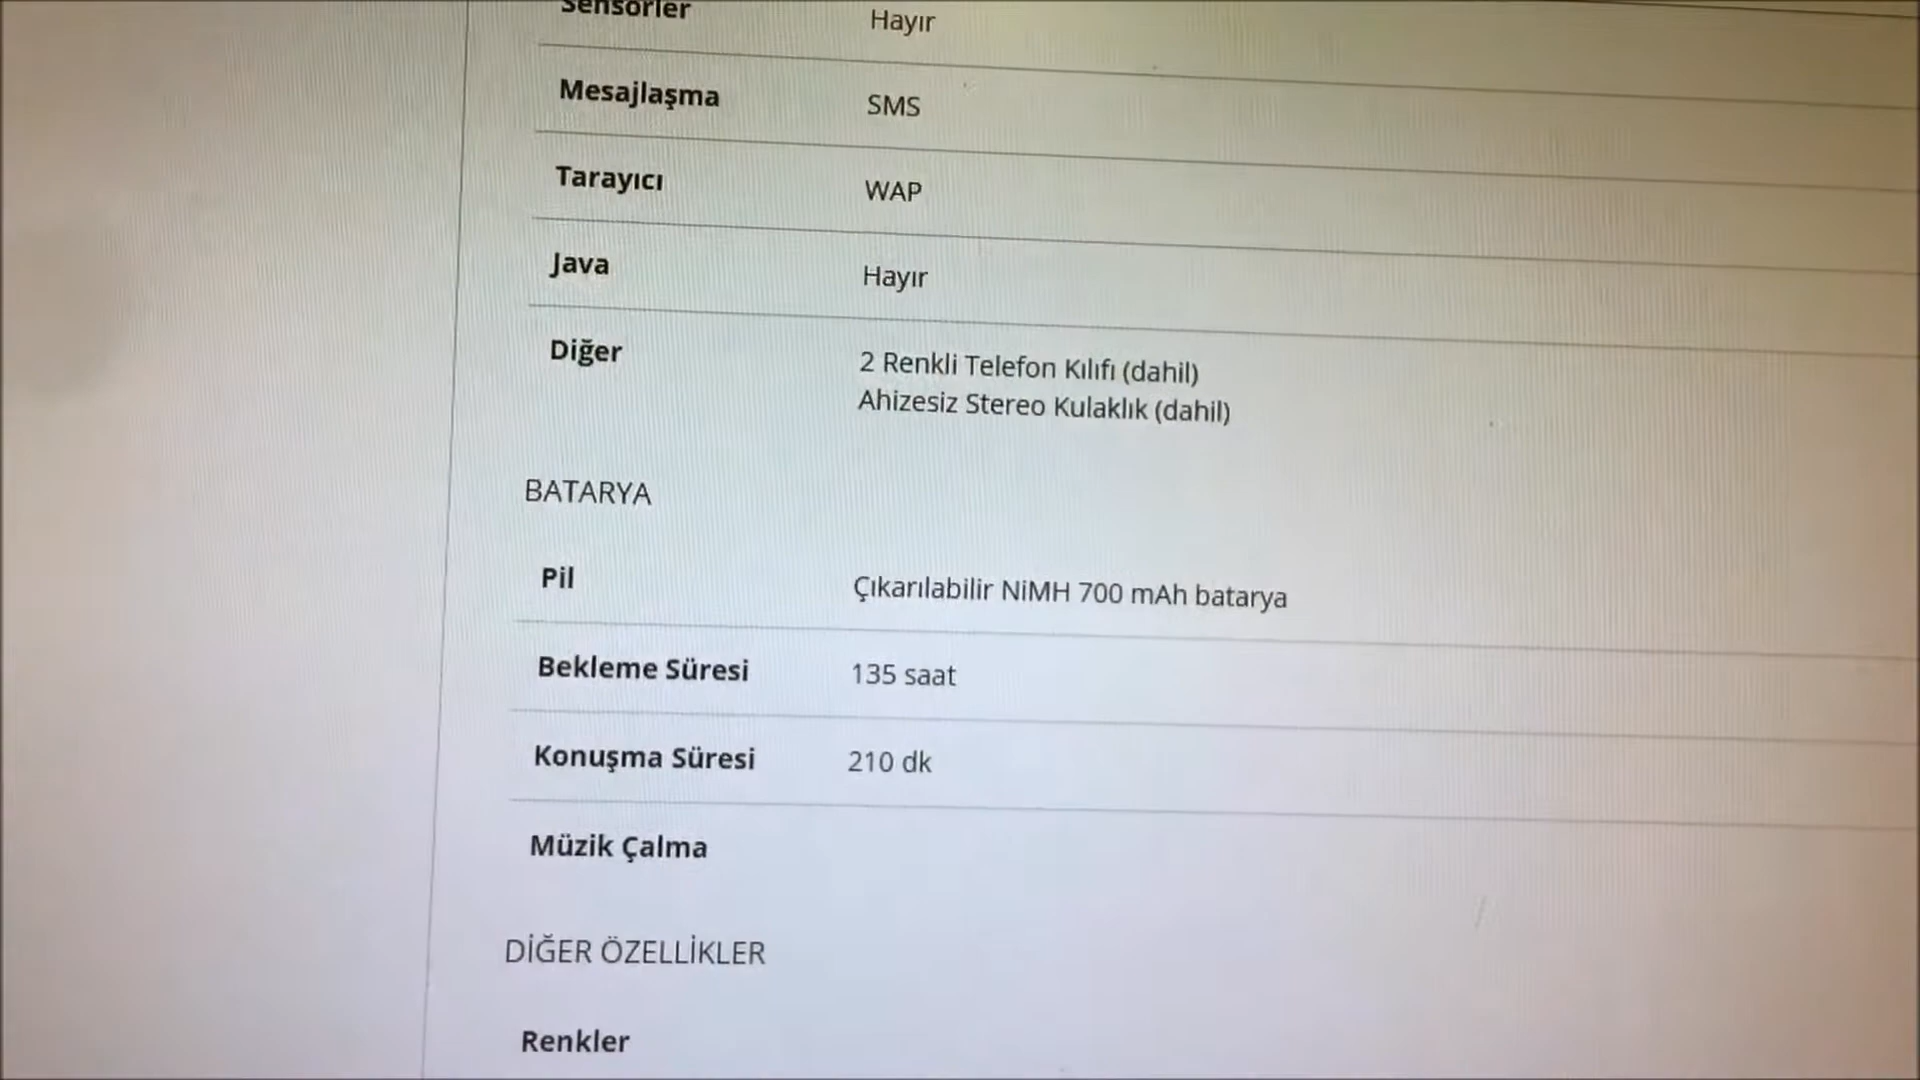 Sensörler Hayır
Mesajlaşma SMS
Tarayıcı WAP
Java Hayır
Diğer 2 Renkli Telefon Kılıfı (dahil)
Ahizesiz Stereo Kulaklık (dahil)
BATARYA
Pil Çıkarılabilir NiMH 700 mAh batarya
Bekleme Süresi 135 saat
Konuşma Süresi 210 dk
Müzik Çalma
DİĞER ÖZELLİKLER
Renkler